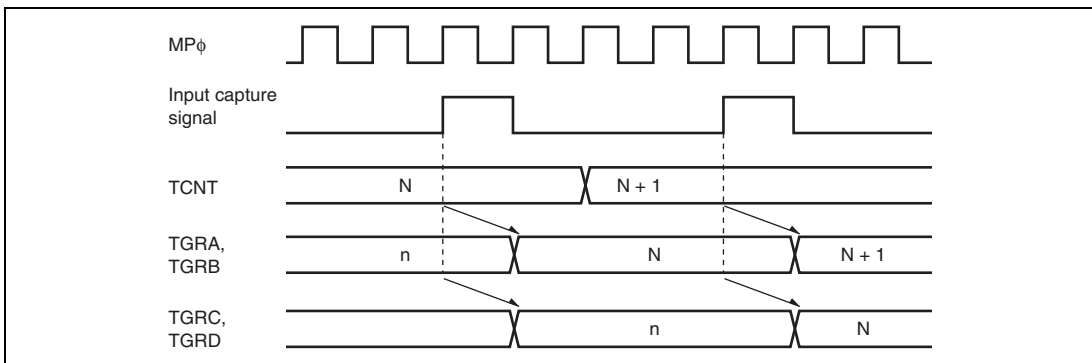 MPϕ
Input capture
signal
TCNT
N
N + 1
TGRA,
TGRB
n
N
N + 1
TGRC,
TGRD
n
N